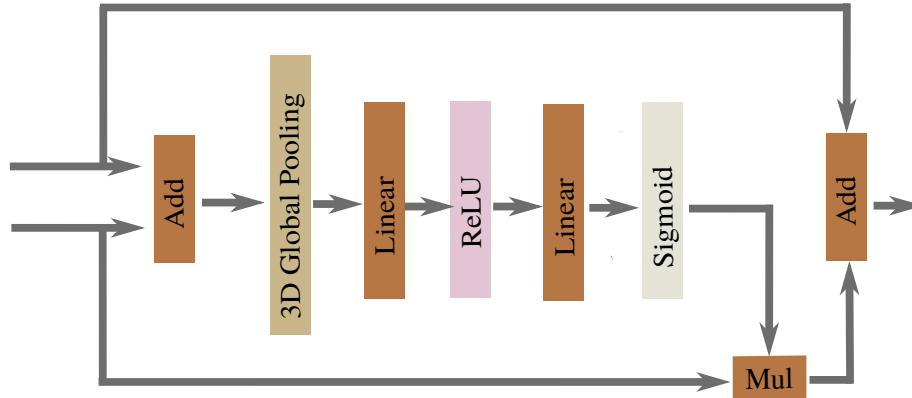 Add
3D Global Pooling
Linear
ReLU
Linear
Sigmoid
Mul
Add